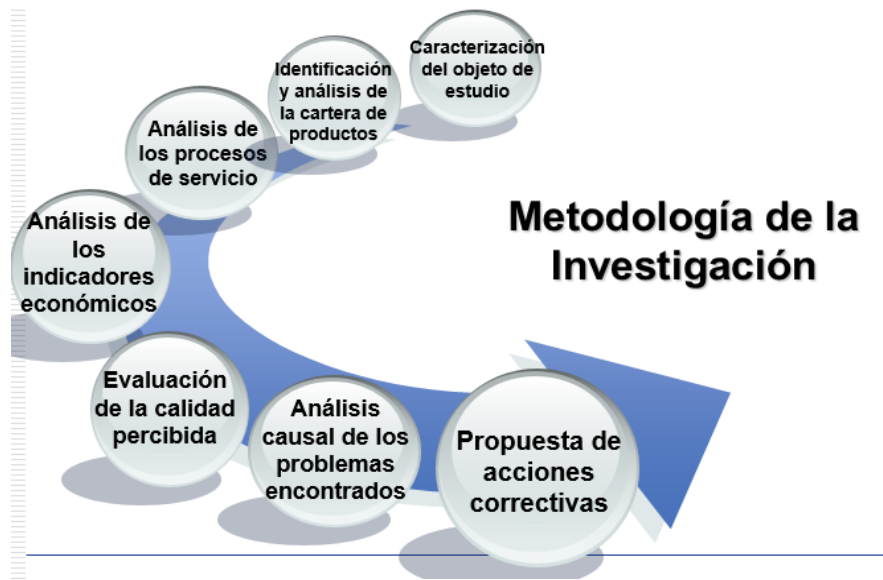 Caracterización
del objeto de
estudio
Identificación
y análisis de
la cartera de
productos
Análisis de
los procesos
de servicio
Análisis de
los
indicadores
económicos
Evaluación
de la calidad
percibida
Análisis
causal de los
problemas
encontrados
Propuesta de
acciones
correctivas
Metodología de la
Investigación